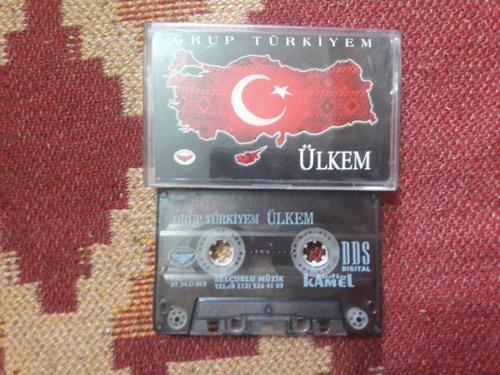 GRUP TÜRKİYEM
ÜLKEM
GRUP TÜRKİYEM ÜLKEM
DDS
DIGITAL
SELÇUKLU MÜZİK
TEL:(0 212) 526 41 03
KAMEL